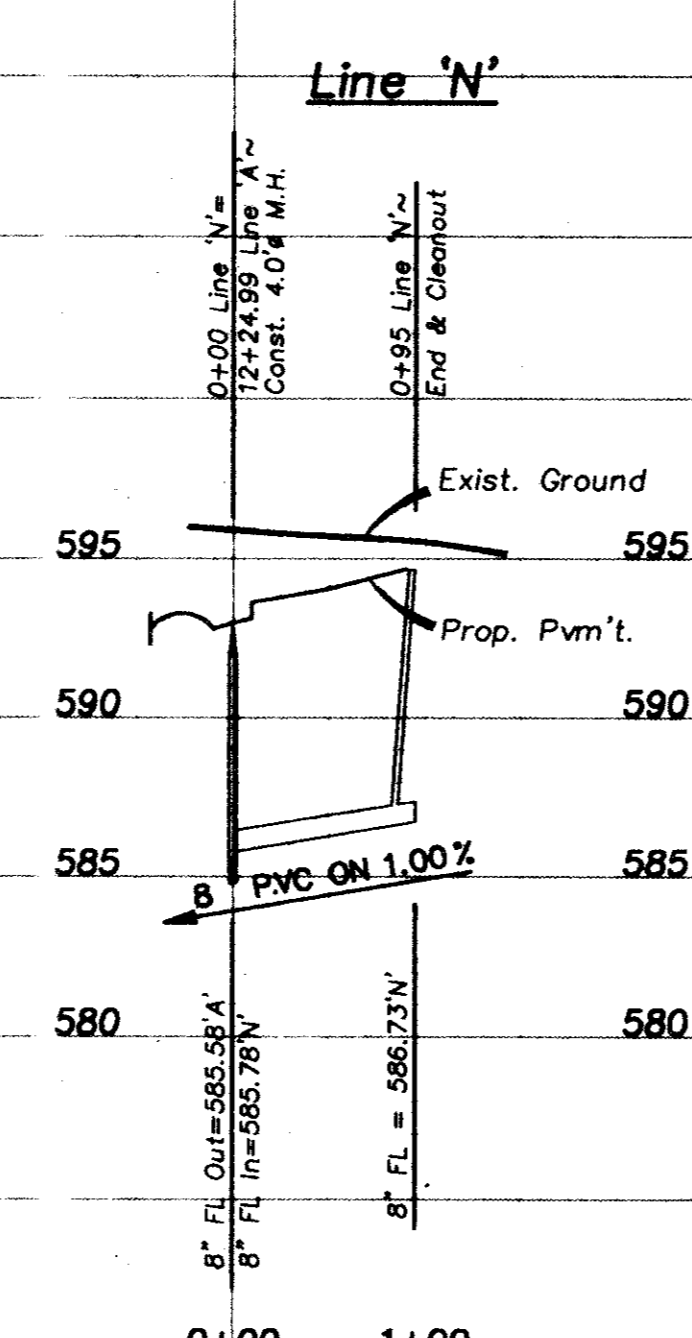 Line 'N'
0+00 Line 'N'=
12+24.99 Line 'A'~
Const. 4.0'ø M.H.
0+95 Line 'N'~
End & Cleanout
Exist. Ground
595 595
Prop. Pvm't.
590 590
585 585
8 PVC ON 1.00%
580 580
8" FL Out=585.58'A'
8" FL In=585.78'N'
8" FL = 586.73'N'
0+00 1+00